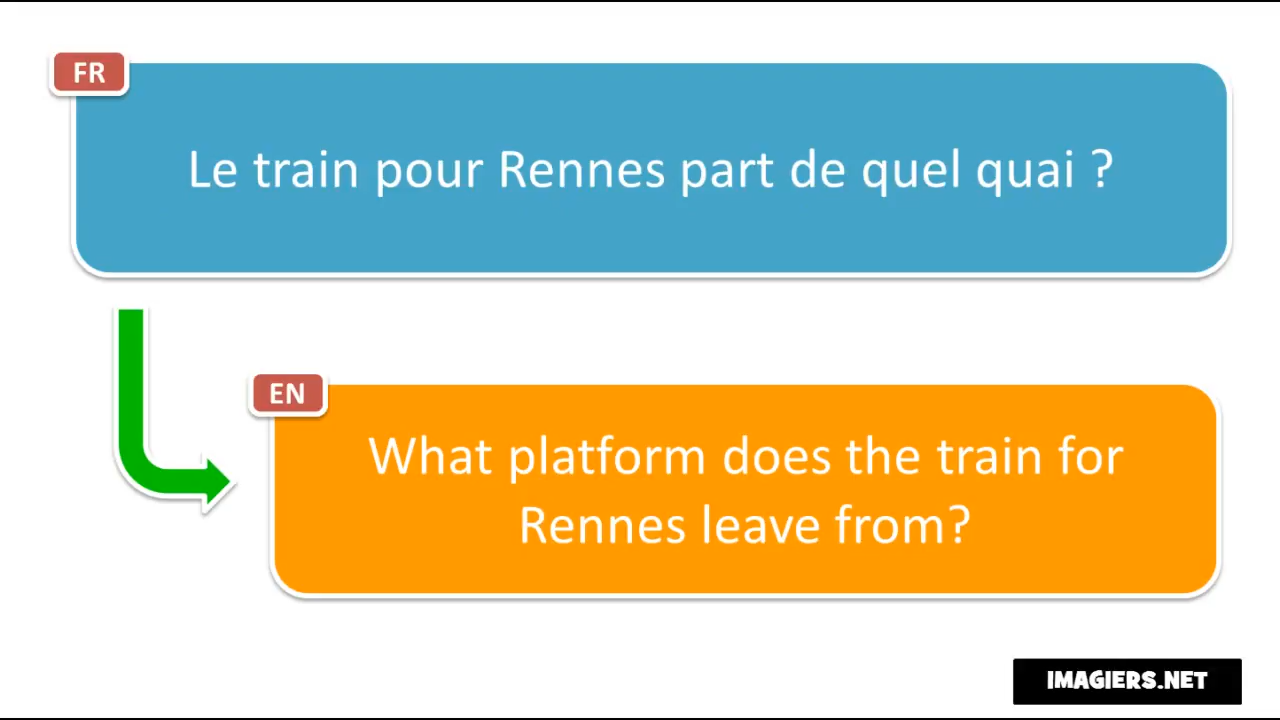 FR
Le train pour Rennes part de quel quai ?
EN
What platform does the train for
Rennes leave from?
IMAGIERS.NET